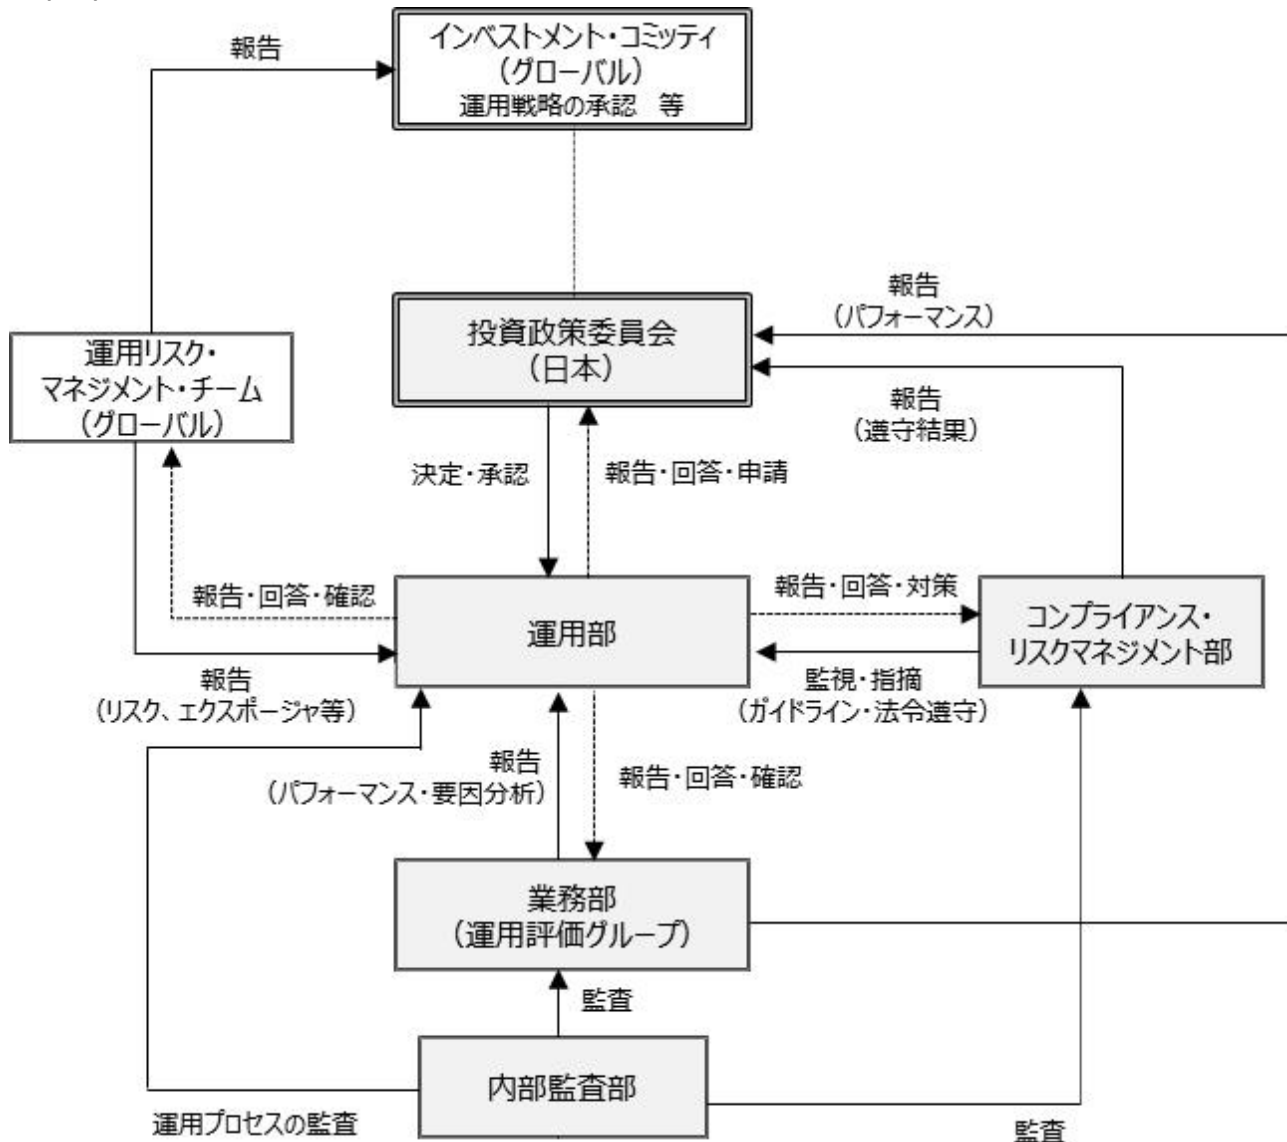 報告
インベストメント・コミッティ
（グローバル）
運用戦略の承認　等
報告
（パフォーマンス）
投資政策委員会
（日本）
運用リスク・
マネジメント・チーム
（グローバル）
報告
（遵守結果）
決定・承認
報告・回答・申請
報告・回答・確認
運用部
報告・回答・対策
コンプライアンス・
リスクマネジメント部
報告
（リスク、エクスポージャ等）
監視・指摘
（ガイドライン・法令遵守）
報告
（パフォーマンス・要因分析）
報告・回答・確認
業務部
（運用評価グループ）
監査
内部監査部
運用プロセスの監査
監査